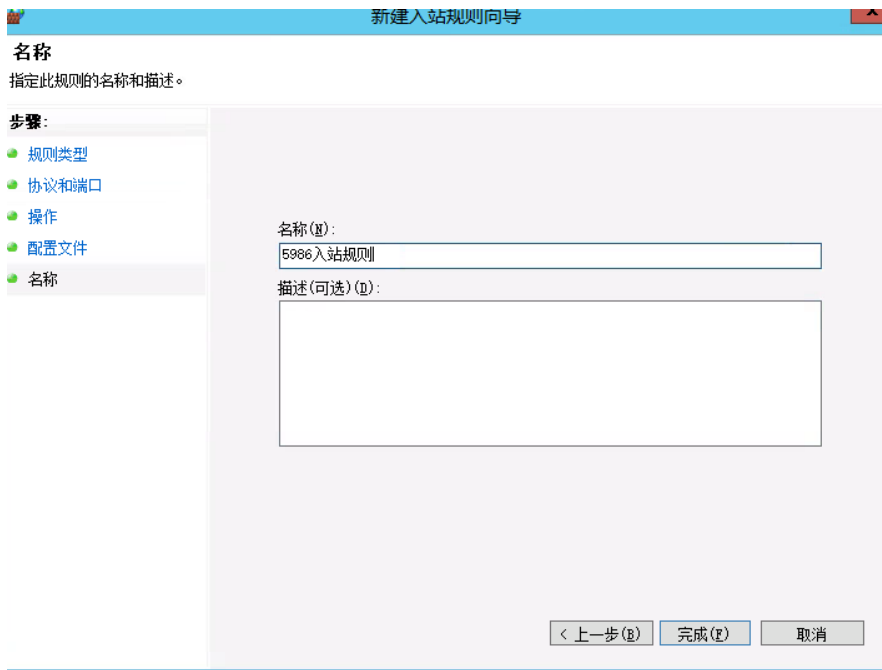 新建入站规则向导
名称
指定此规则的名称和描述。
步骤:
规则类型
协议和端口
操作
配置文件
名称
名称(N):
5986入站规则
描述(可选)(D):
< 上一步(B) 完成(F) 取消